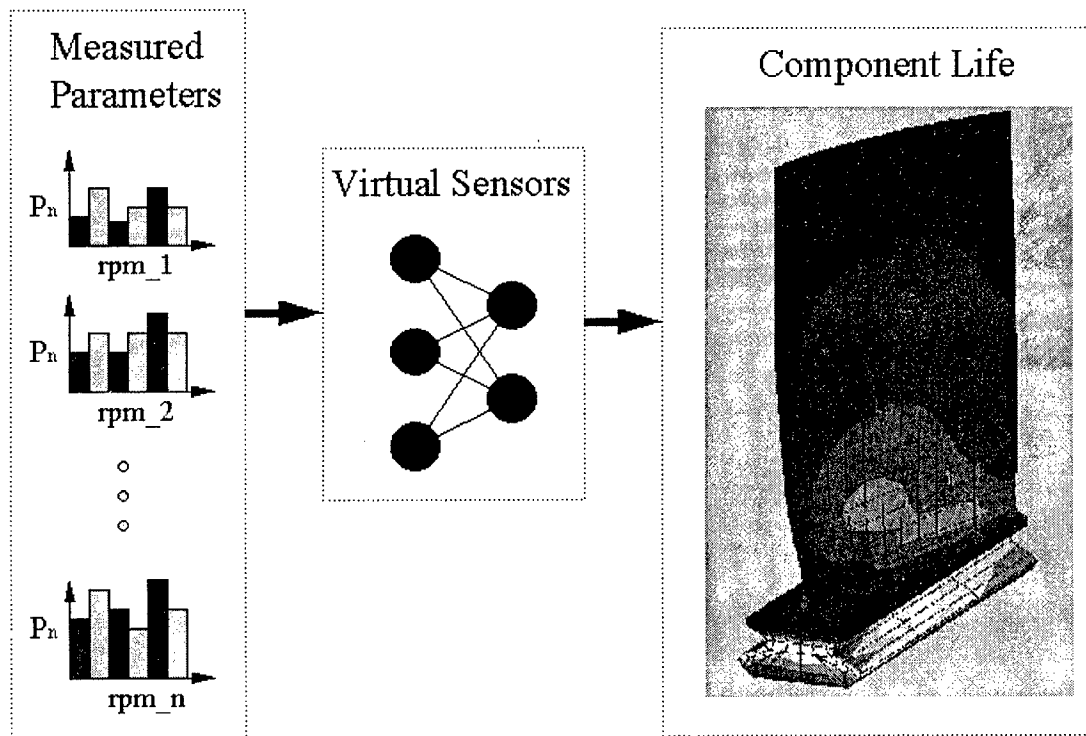 Measured
Parameters
Pn
rpm_1
Pn
rpm_2
Pn
rpm_n
Virtual Sensors
Component Life